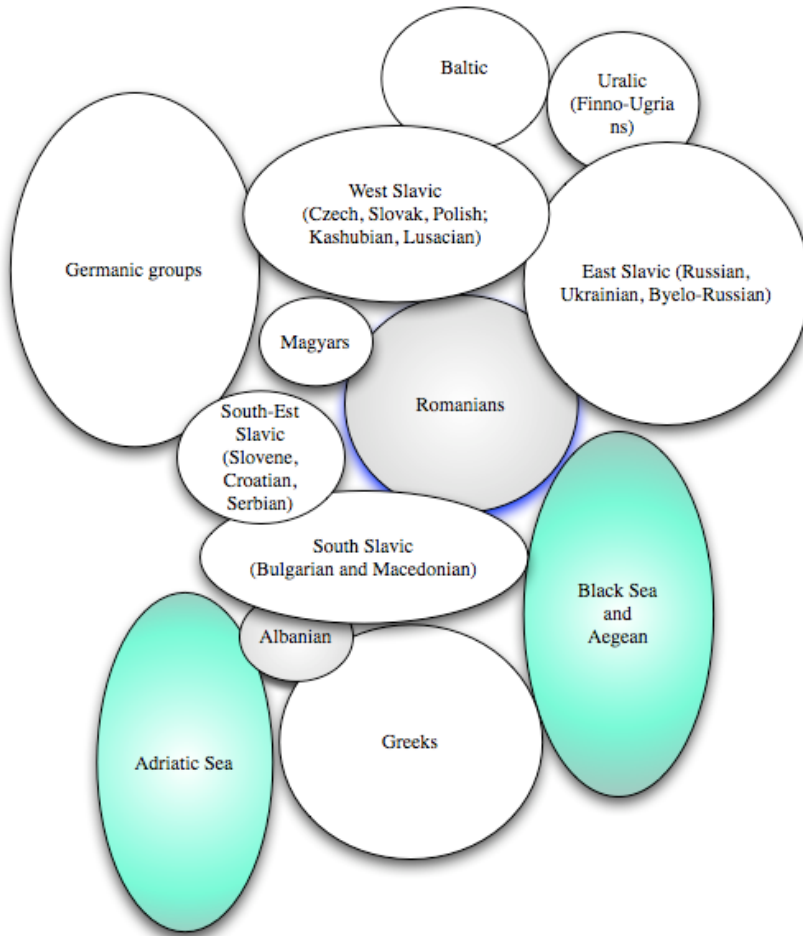 Baltic
Uralic
(Finno-Ugria
ns)
West Slavic
(Czech, Slovak, Polish;
Kashubian, Lusacian)
Germanic groups
East Slavic (Russian,
Ukrainian, Byelo-Russian)
Magyars
Romanians
South-Est
Slavic
(Slovene,
Croatian,
Serbian)
South Slavic
(Bulgarian and Macedonian)
Black Sea
and
Aegean
Albanian
Greeks
Adriatic Sea